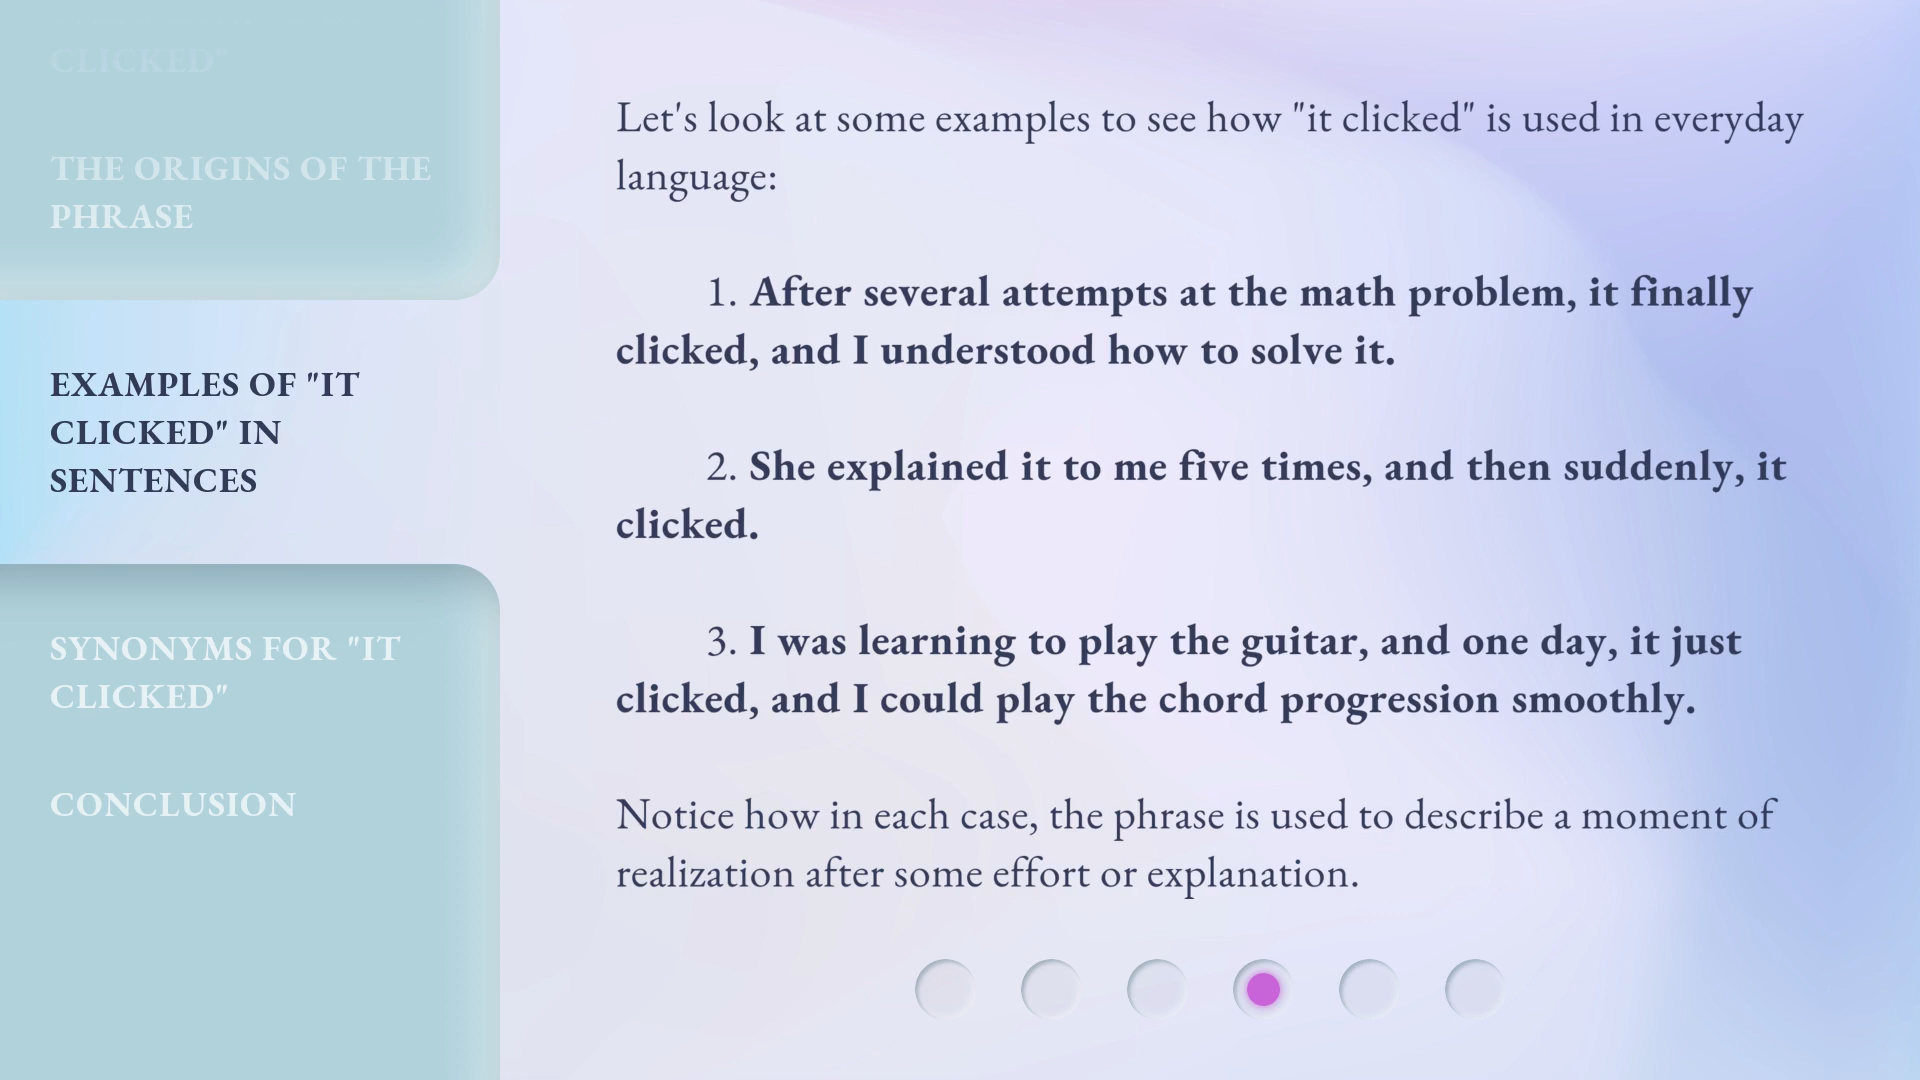 CLICKED"
THE ORIGINS OF THE
PHRASE
EXAMPLES OF "IT
CLICKED" IN
SENTENCES
SYNONYMS FOR "IT
CLICKED"
CONCLUSION
Let's look at some examples to see how "it clicked" is used in everyday
language:
1. After several attempts at the math problem, it finally
clicked, and I understood how to solve it.
2. She explained it to me five times, and then suddenly, it
clicked.
3. I was learning to play the guitar, and one day, it just
clicked, and I could play the chord progression smoothly.
Notice how in each case, the phrase is used to describe a moment of
realization after some effort or explanation.